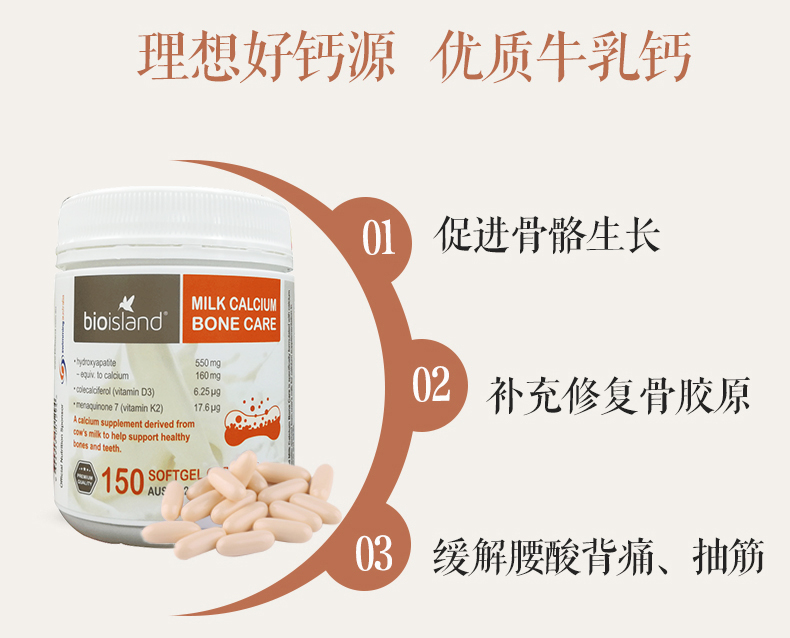 理想好钙源 优质牛乳钙
01 促进骨骼生长
02 补充修复骨胶原
03 缓解腰酸背痛、抽筋
bioisland®
MILK CALCIUM
BONE CARE
• hydroxyapatite 550 mg
– equiv. to calcium 160 mg
• colecalciferol (vitamin D3) 6.25 µg
• menaquinone 7 (vitamin K2) 17.6 µg
A calcium supplement derived from
cow's milk to help support healthy
bones and teeth.
PREMIUM
QUALITY
150 SOFTGEL